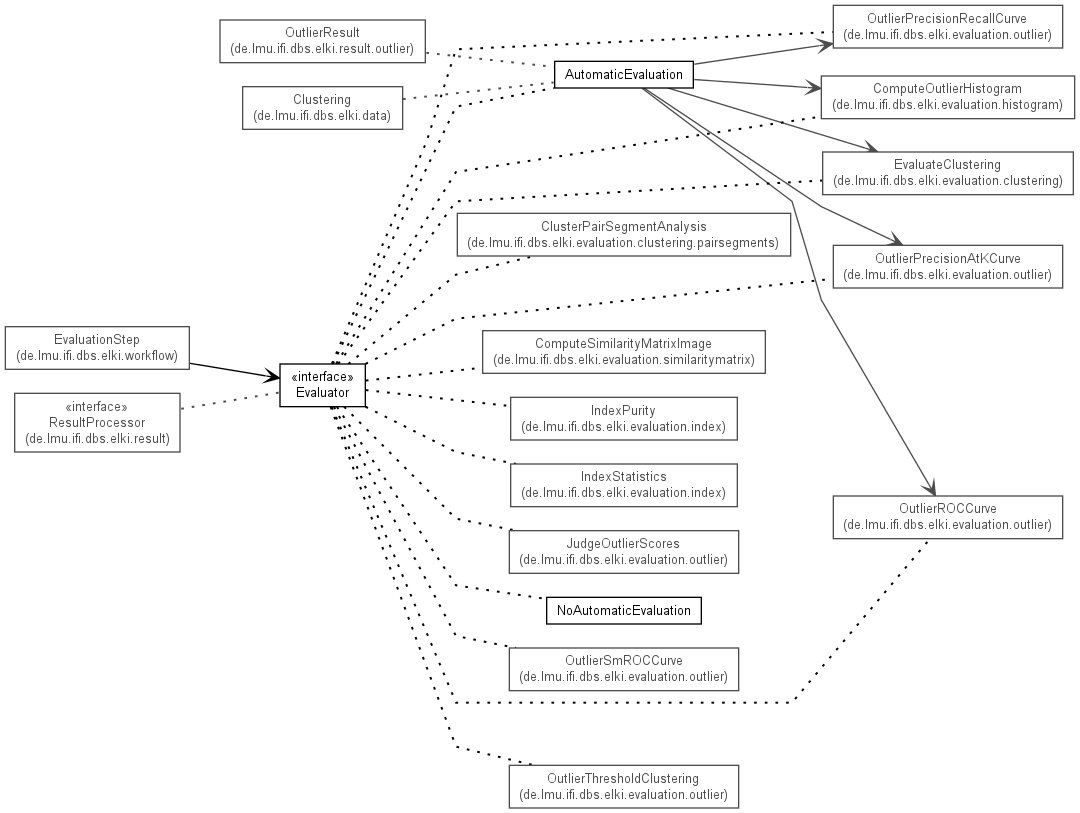 OutlierResult
(de.lmu.ifi.dbs.elki.result.outlier)
OutlierPrecisionRecallCurve
(de.lmu.ifi.dbs.elki.evaluation.outlier)
AutomaticEvaluation
Clustering
(de.lmu.ifi.dbs.elki.data)
ComputeOutlierHistogram
(de.lmu.ifi.dbs.elki.evaluation.histogram)
EvaluateClustering
(de.lmu.ifi.dbs.elki.evaluation.clustering)
ClusterPairSegmentAnalysis
(de.lmu.ifi.dbs.elki.evaluation.clustering.pairsegments)
OutlierPrecisionAtKCurve
(de.lmu.ifi.dbs.elki.evaluation.outlier)
EvaluationStep
(de.lmu.ifi.dbs.elki.workflow)
ComputeSimilarityMatrixImage
(de.lmu.ifi.dbs.elki.evaluation.similaritymatrix)
«interface»
Evaluator
«interface»
ResultProcessor
(de.lmu.ifi.dbs.elki.result)
IndexPurity
(de.lmu.ifi.dbs.elki.evaluation.index)
IndexStatistics
(de.lmu.ifi.dbs.elki.evaluation.index)
OutlierROCCurve
(de.lmu.ifi.dbs.elki.evaluation.outlier)
JudgeOutlierScores
(de.lmu.ifi.dbs.elki.evaluation.outlier)
NoAutomaticEvaluation
OutlierSmROCCurve
(de.lmu.ifi.dbs.elki.evaluation.outlier)
OutlierThresholdClustering
(de.lmu.ifi.dbs.elki.evaluation.outlier)